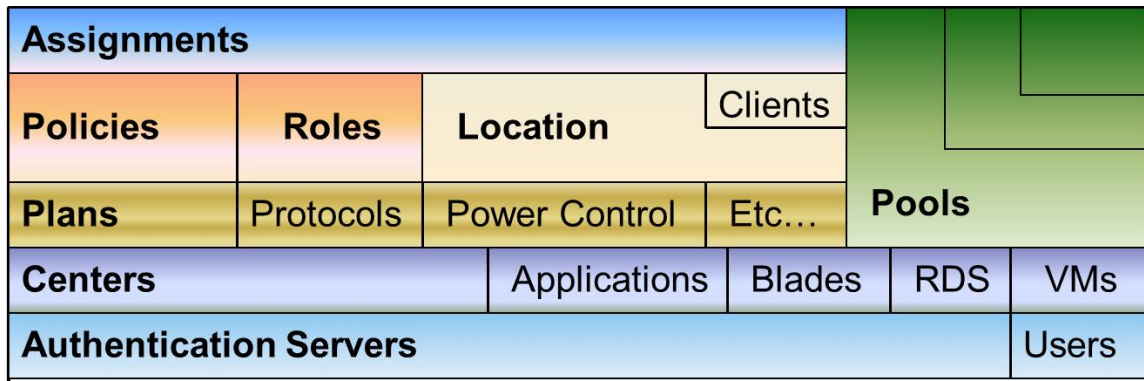 Assignments
Policies
Roles
Location
Clients
Plans
Protocols
Power Control
Etc…
Pools
Centers
Applications
Blades
RDS
VMs
Authentication Servers
Users